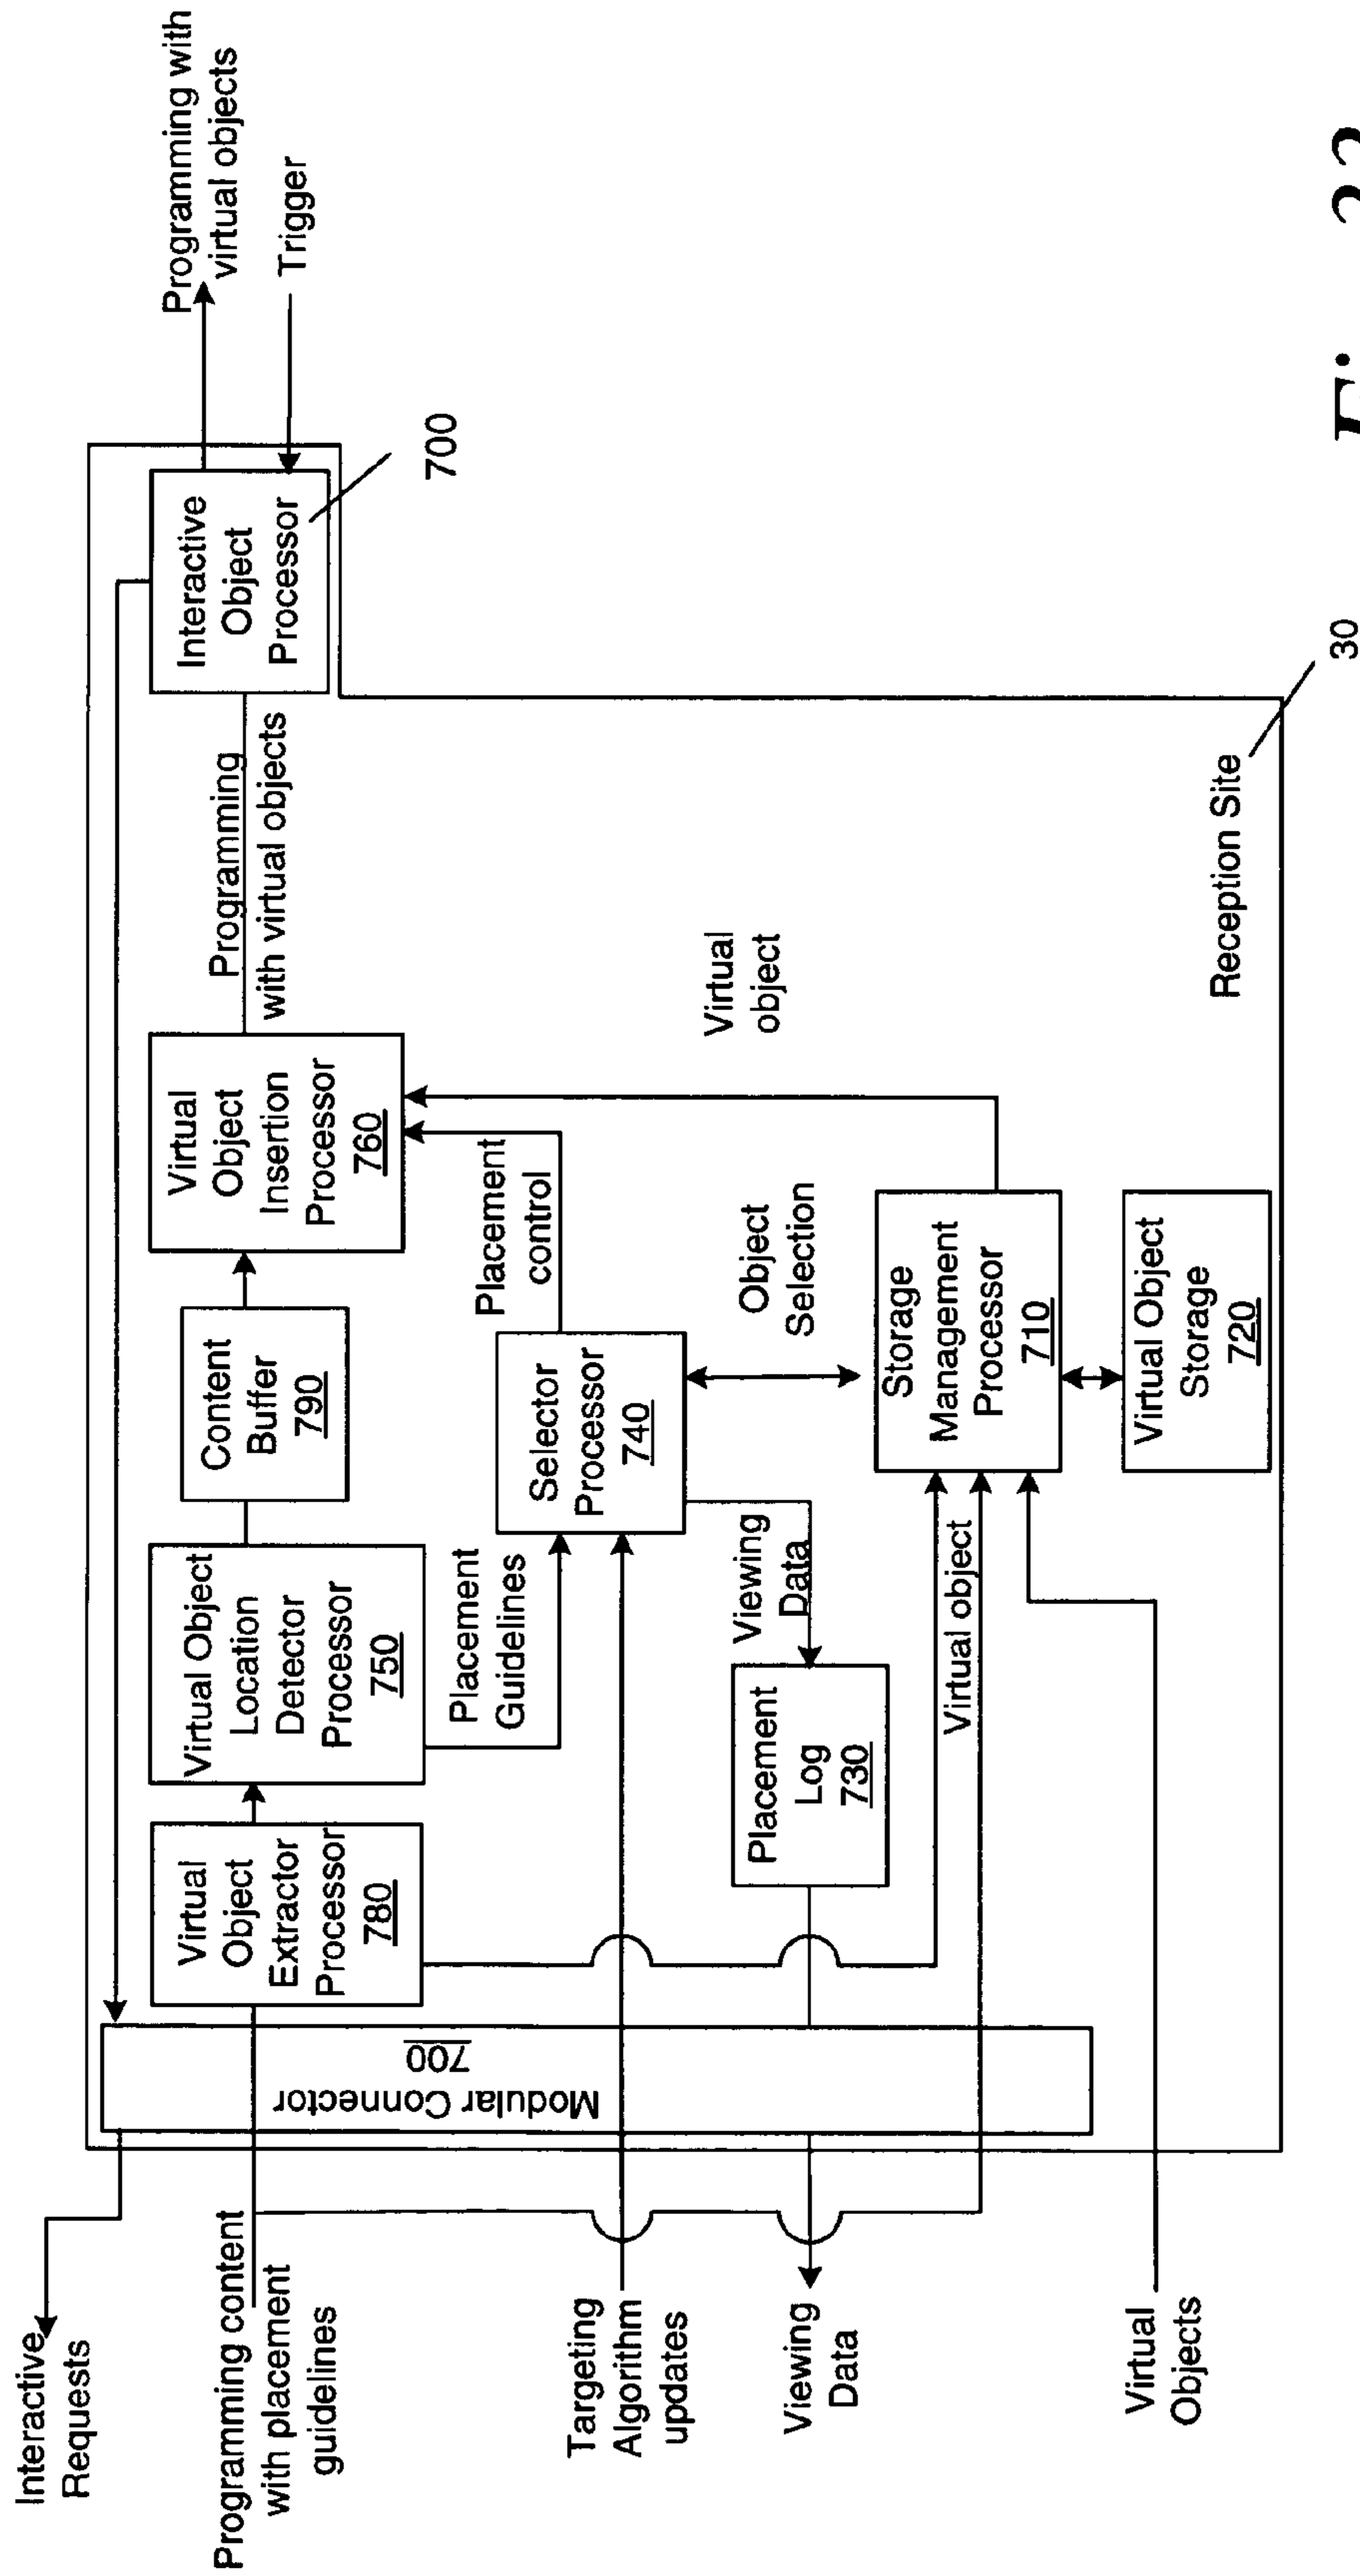 Interactive
Requests
Programming content
with placement
guidelines
Targeting
Algorithm
updates
Viewing
Data
Virtual
Objects
Modular Connector
700
Virtual
Object
Extractor
Processor
780
Virtual Object
Location
Detector
Processor
750
Content
Buffer
790
Virtual
Object
Insertion
Processor
760
Programming
with virtual objects
Interactive
Object
Processor
700
Programming with
virtual objects
Trigger
Placement
Guidelines
Selector
Processor
740
Placement
control
Viewing
Data
Placement
Log
730
Object
Selection
Virtual
object
Virtual object
Storage
Management
Processor
710
Virtual Object
Storage
720
Reception Site
30